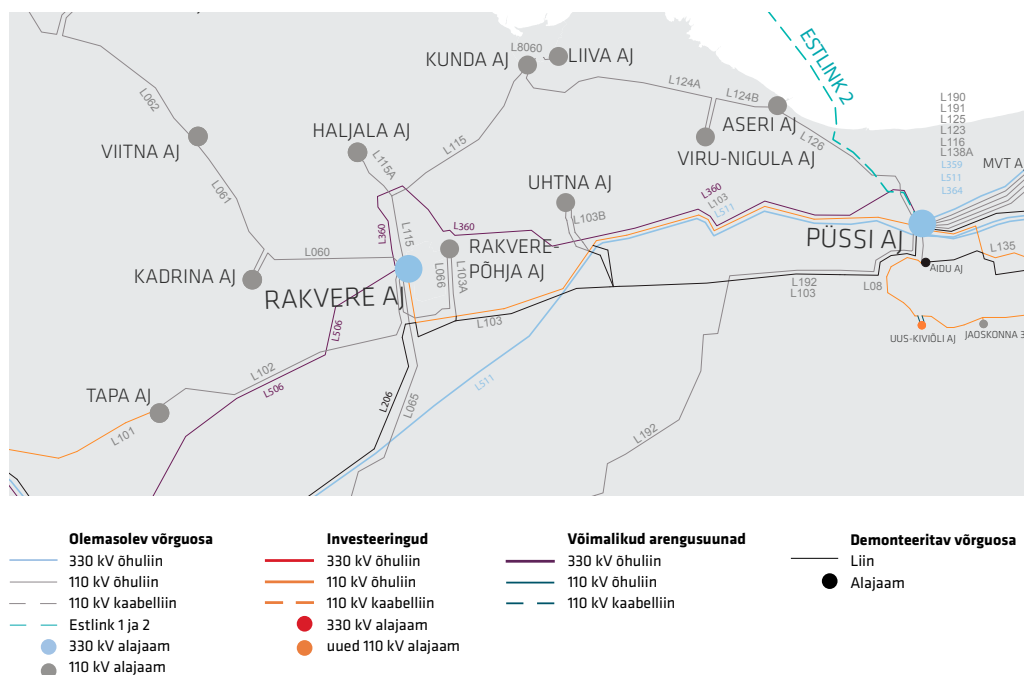 ESTLINK 2
L8060
KUNDA AJ
LIIVA AJ
L062
L124A
L124B
L190
L191
L125
L123
L116
L138A
L359
L511
L364
HALJALA AJ
ASERI AJ
VIITNA AJ
L115
L126
VIRU-NIGULA AJ
MVT A
L115A
UHTNA AJ
L061
L360
L103
L511
L103B
L360
L115
L360
PÜSSI AJ
L060
L066
L103A
RAKVERE-
PÕHJA AJ
L135
KADRINA AJ
RAKVERE AJ
AIDU AJ
L192
L103
L08
L506
L103
UUS-KIVIÕLI AJ
JAOSKONNA 3
L102
L506
L511
TAPA AJ
L206
L065
L101
L192
Olemasolev võrguosa
330 kV õhuliin
110 kV õhuliin
110 kV kaabelliin
Estlink 1 ja 2
330 kV alajaam
110 kV alajaam
Investeeringud
330 kV õhuliin
110 kV õhuliin
110 kV kaabelliin
330 kV alajaam
uued 110 kV alajaam
Võimalikud arengusuunad
330 kV õhuliin
110 kV õhuliin
110 kV kaabelliin
Demonteeritav võrguosa
Liin
Alajaam